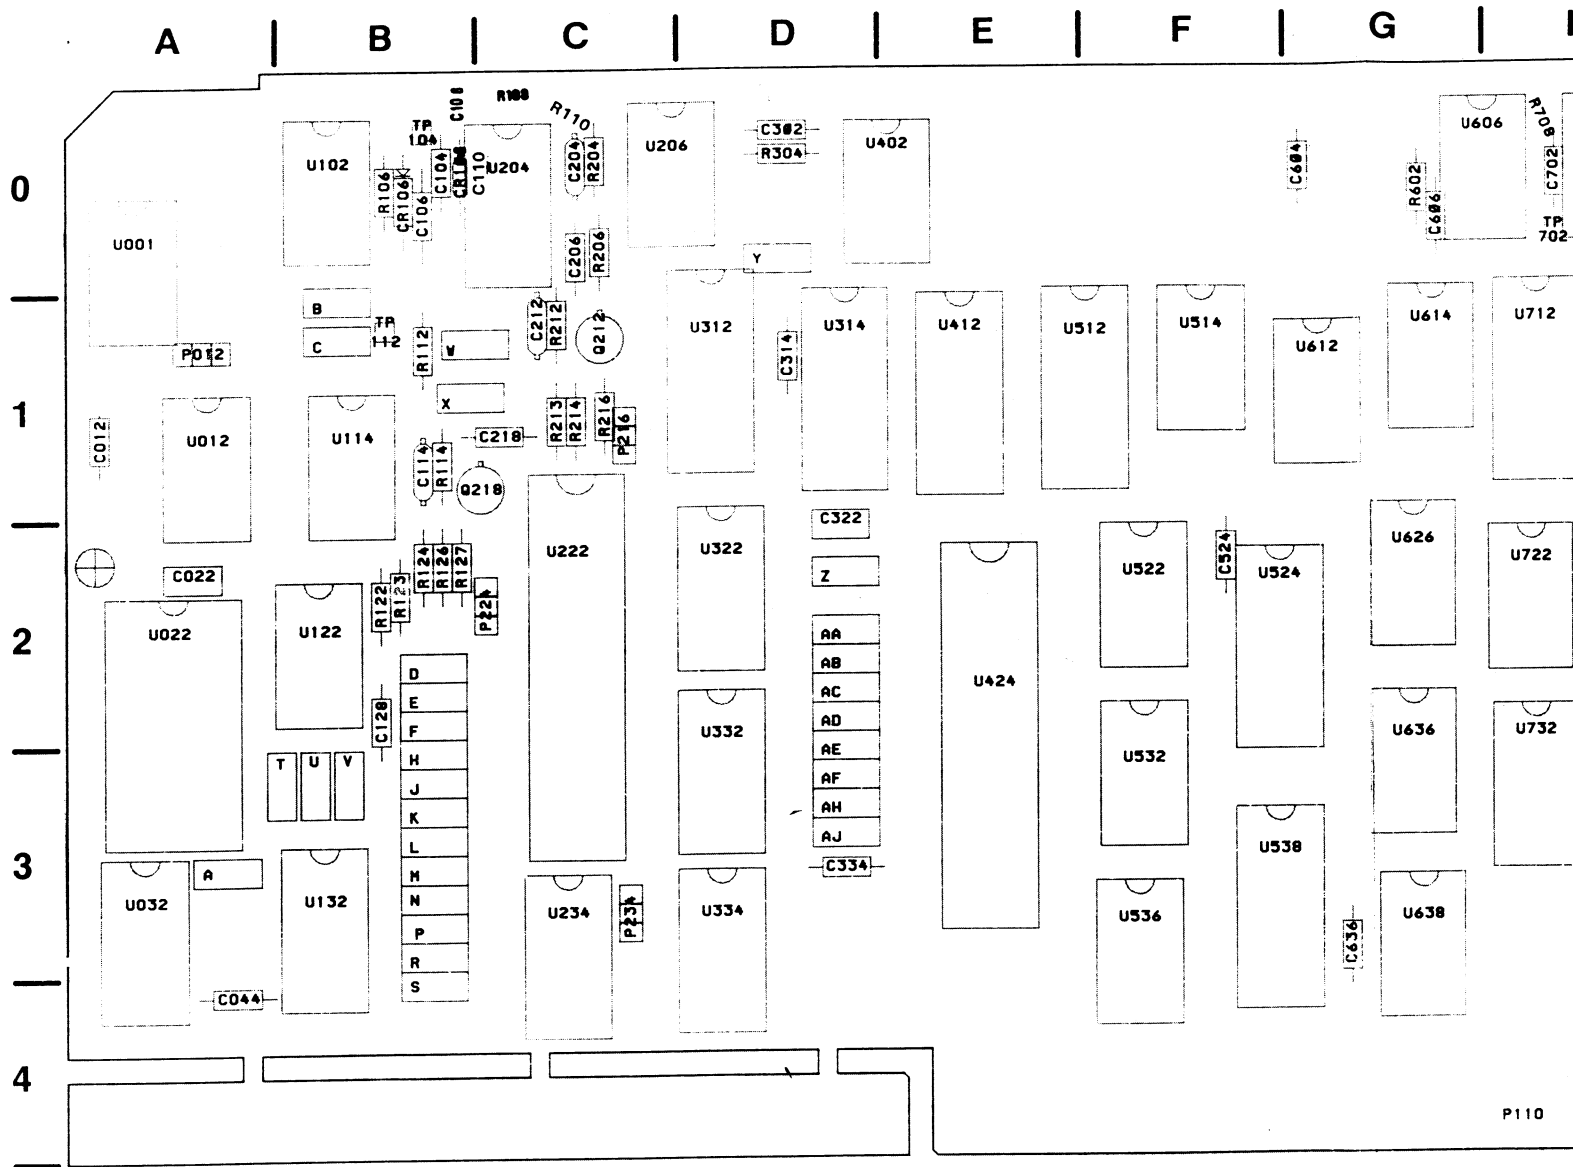 A B C D E F G
0
C108 R108
R110
TP 104
U102 R106 CR106 C106 C104 CR108 C110 U204 C204 R204 U206
C302
R304
U402 C604 R602 C606 U606 R708 C702
TP 702
U001
C206 R206 Y
B
C
TP 112
R112 W C212 R212 Q212 U312 C314 U314 U412 U512 U514 U612 U614 U712
P012
1
X
C012 U012 U114 C114 R114 C218 R213 R214 R216 P216
Q218
C322
U222 U322 Z U522 C524 U524 U626 U722
C022
R122 R123 R124 R126 R127 P224
2
U022 U122
AA
AB
AC
AD
AE
AF
AH
AJ
U424
D
E
F
H
J
K
L
M
N
P
R
S
C128
U332 U532 U636 U732
T U V
3
A
C334
U538
U032 U132 U234 P234 U334 U536 C636 U638
C044
4
P110